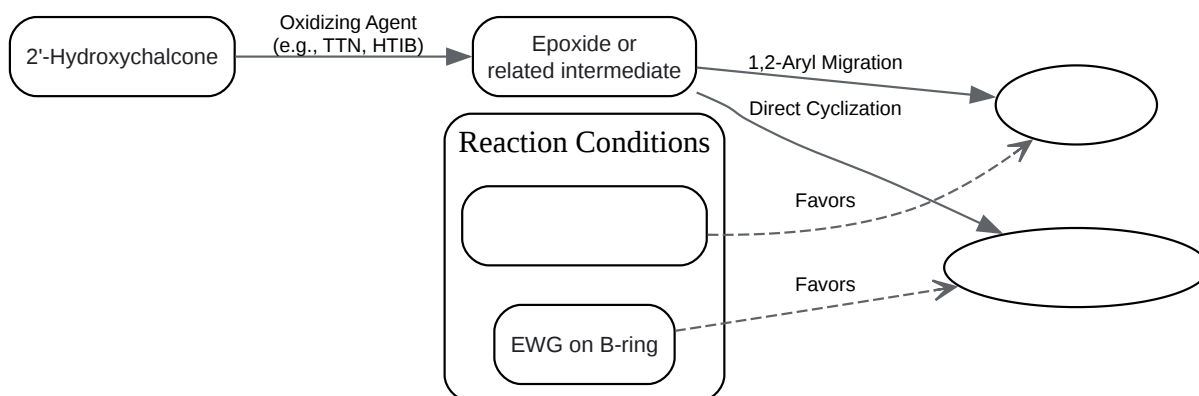 2'-Hydroxychalcone
Oxidizing Agent
(e.g., TTN, HTIB)
Epoxide or
related intermediate
1,2-Aryl Migration
Direct Cyclization
Reaction Conditions
Favors
Favors
EWG on B-ring